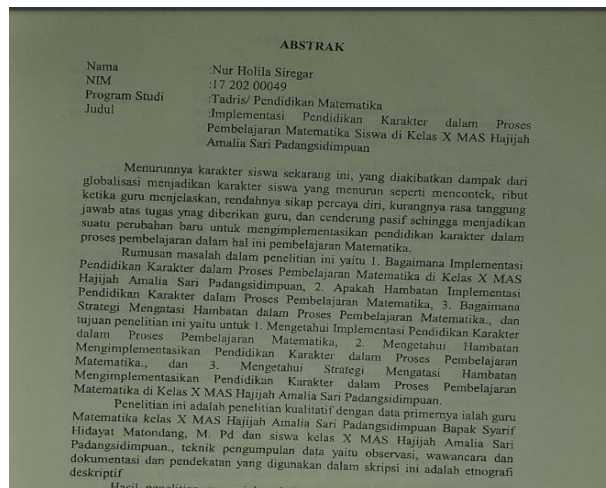 ABSTRAK
Nama :Nur Holila Siregar
NIM :17 202 00049
Program Studi :Tadris/ Pendidikan Matematika
Judul :Implementasi Pendidikan Karakter dalam Proses
Pembelajaran Matematika Siswa di Kelas X MAS Hajijah
Amalia Sari Padangsidimpuan
Menurunnya karakter siswa sekarang ini, yang diakibatkan dampak dari
globalisasi menjadikan karakter siswa yang menurun seperti mencontek, ribut
ketika guru menjelaskan, rendahnya sikap percaya diri, kurangnya rasa tanggung
jawab atas tugas ynag diberikan guru, dan cenderung pasif sehingga menjadikan
suatu perubahan baru untuk mengimplementasikan pendidikan karakter dalam
proses pembelajaran dalam hal ini pembelajaran Matematika.
Rumusan masalah dalam penelitian ini yaitu 1. Bagaimana Implementasi
Pendidikan Karakter dalam Proses Pembelajaran Matematika di Kelas X MAS
Hajijah Amalia Sari Padangsidimpuan, 2. Apakah Hambatan Implementasi
Pendidikan Karakter dalam Proses Pembelajaran Matematika, 3. Bagaimana
Strategi Mengatasi Hambatan dalam Proses Pembelajaran Matematika., dan
tujuan penelitian ini yaitu untuk 1. Mengetahui Implementasi Pendidikan Karakter
dalam Proses Pembelajaran Matematika, 2. Mengetahui Hambatan
Mengimplementasikan Pendidikan Karakter dalam Proses Pembelajaran
Matematika., dan 3. Mengetahui Strategi Mengatasi Hambatan
Mengimplementasikan Pendidikan Karakter dalam Proses Pembelajaran
Matematika di Kelas X MAS Hajijah Amalia Sari Padangsidimpuan.
Penelitian ini adalah penelitian kualitatif dengan data primernya ialah guru
Matematika kelas X MAS Hajijah Amalia Sari Padangsidimpuan Bapak Syarif
Hidayat Matondang, M. Pd dan siswa kelas X MAS Hajijah Amalia Sari
Padangsidimpuan., teknik pengumpulan data yaitu observasi, wawancara dan
dokumentasi dan pendekatan yang digunakan dalam skripsi ini adalah etnografi
deskriptif
Hasil penelitian